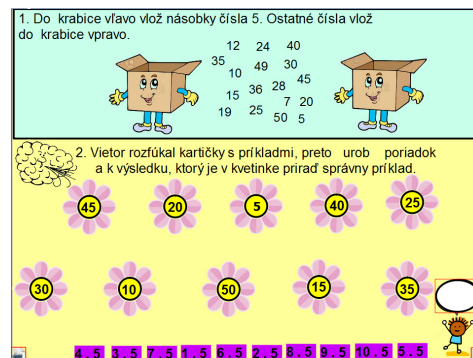 1. Do krabice vľavo vlož násobky čísla 5. Ostatné čísla vlož
do krabice vpravo.
12 24 40
35 49 30
10 45
36 28
15 7 20
19 25 50 5
2. Vietor rozfúkal kartičky s príkladmi, preto urob poriadok
a k výsledku, ktorý je v kvetinke priraď správny príklad.
45 20 5 40 25
30 10 50 15 35
4 . 5 3 . 5 7 . 5 1 . 5 6 . 5 2 . 5 8 . 5 9 . 5 10 . 5 5 . 5